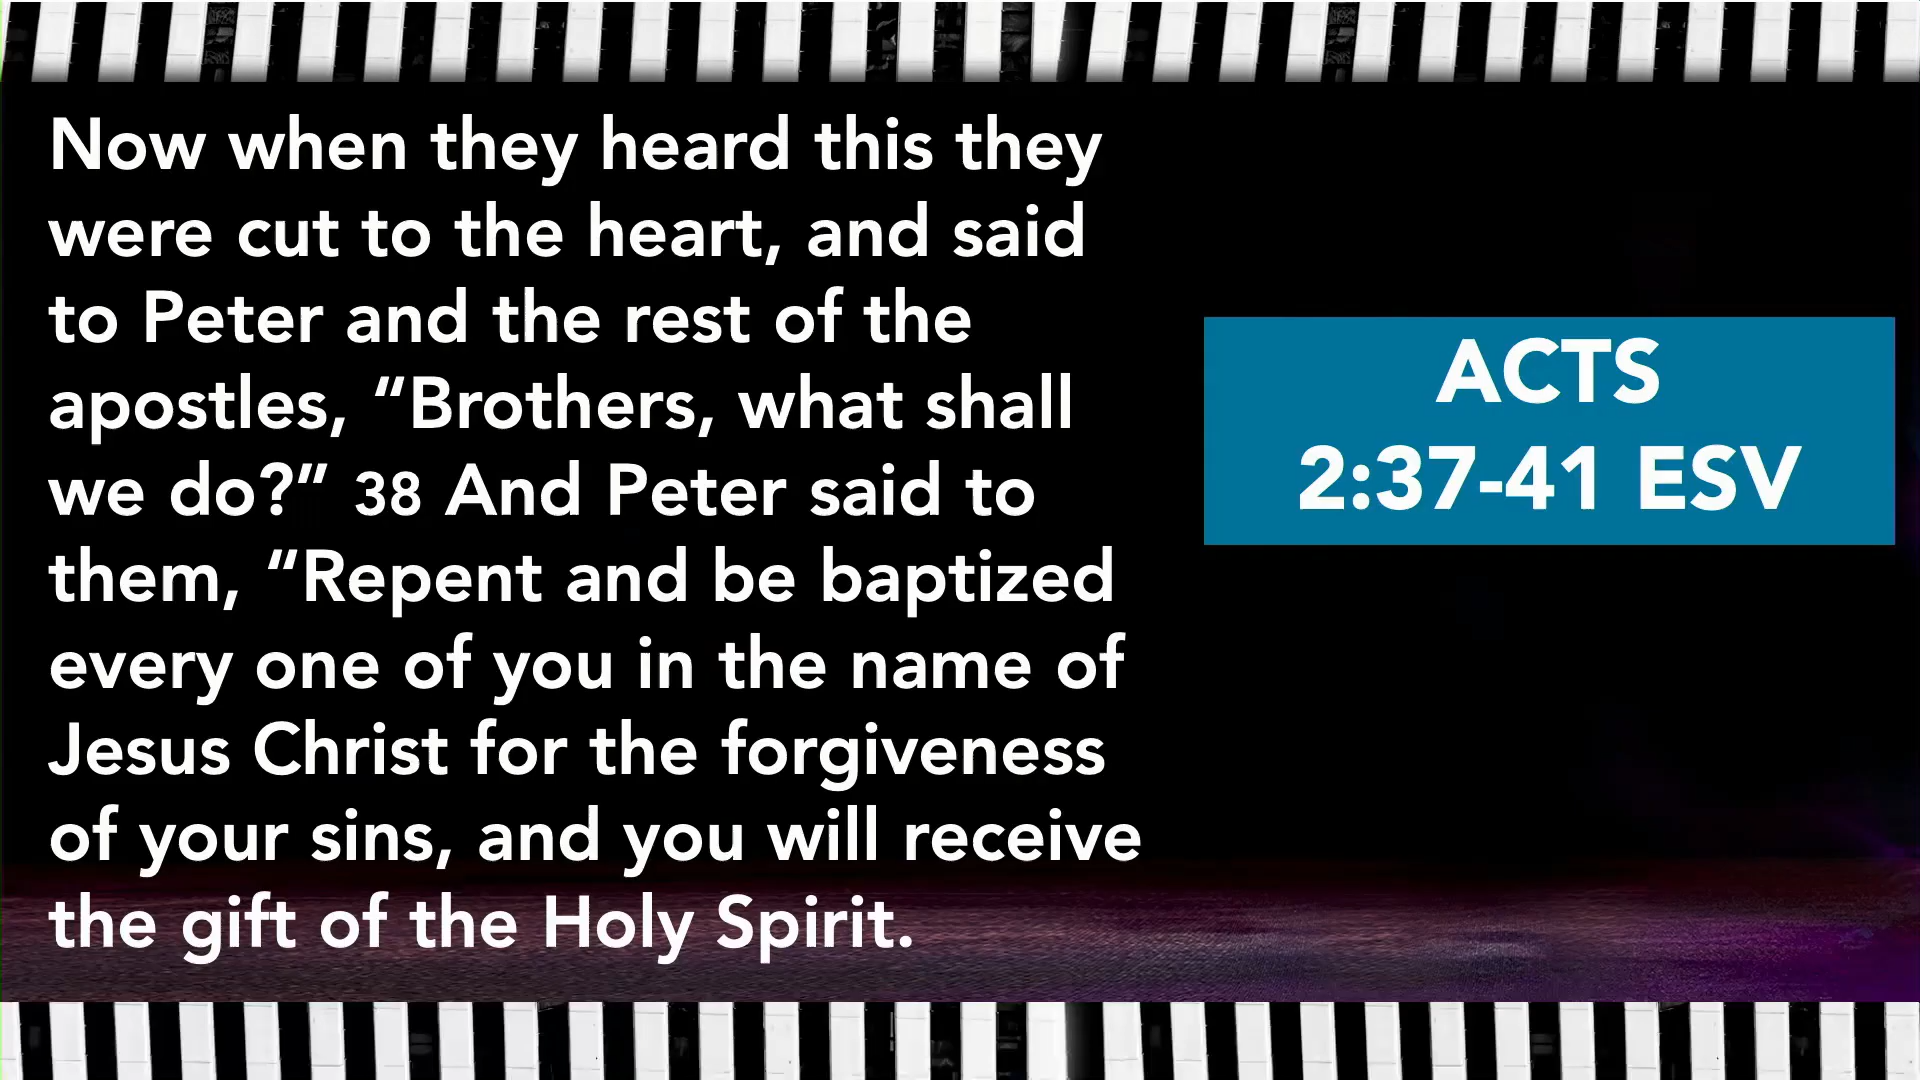 Now when they heard this they
were cut to the heart, and said
to Peter and the rest of the
apostles, “Brothers, what shall
we do?” 38 And Peter said to
them, “Repent and be baptized
every one of you in the name of
Jesus Christ for the forgiveness
of your sins, and you will receive
the gift of the Holy Spirit.
ACTS
2:37-41 ESV